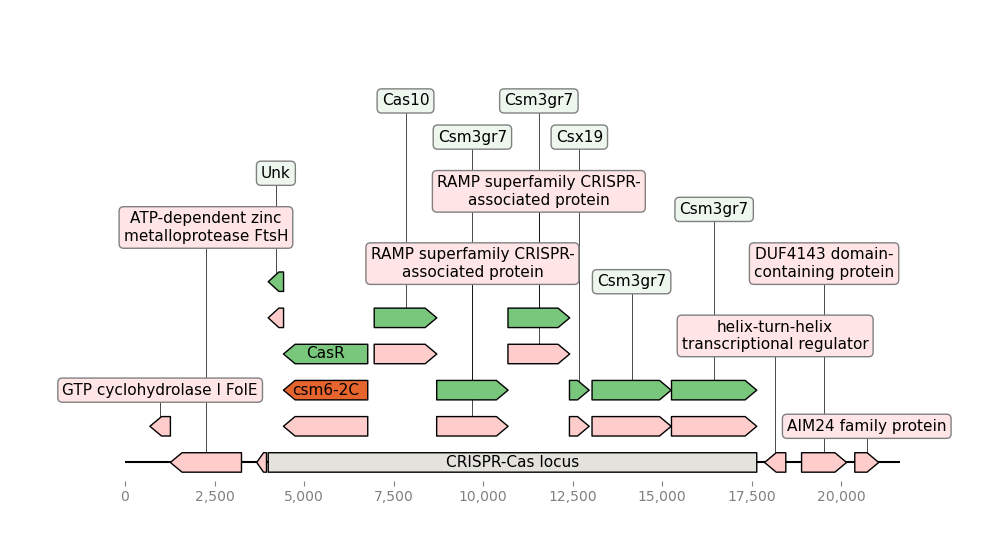 Cas10
Csm3gr7
Csm3gr7
Csx19
Unk
RAMP superfamily CRISPR-
associated protein
Csm3gr7
ATP-dependent zinc
metalloprotease FtsH
RAMP superfamily CRISPR-
associated protein
DUF4143 domain-
containing protein
Csm3gr7
helix-turn-helix
transcriptional regulator
CasR
GTP cyclohydrolase I FolE
csm6-2C
AIM24 family protein
CRISPR-Cas locus
0
2,500
5,000
7,500
10,000
12,500
15,000
17,500
20,000